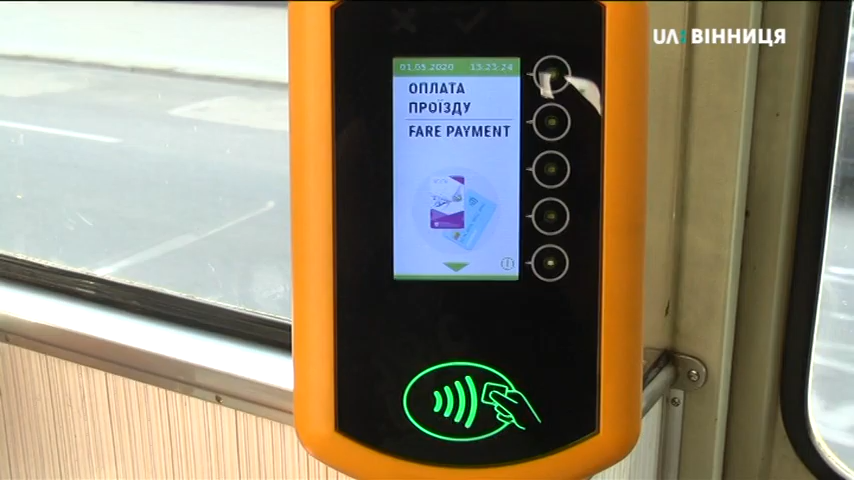 UA: ВІННИЦЯ
01.05.2020 15:23:24
ОПЛАТА
ПРОЇЗДУ
FARE PAYMENT